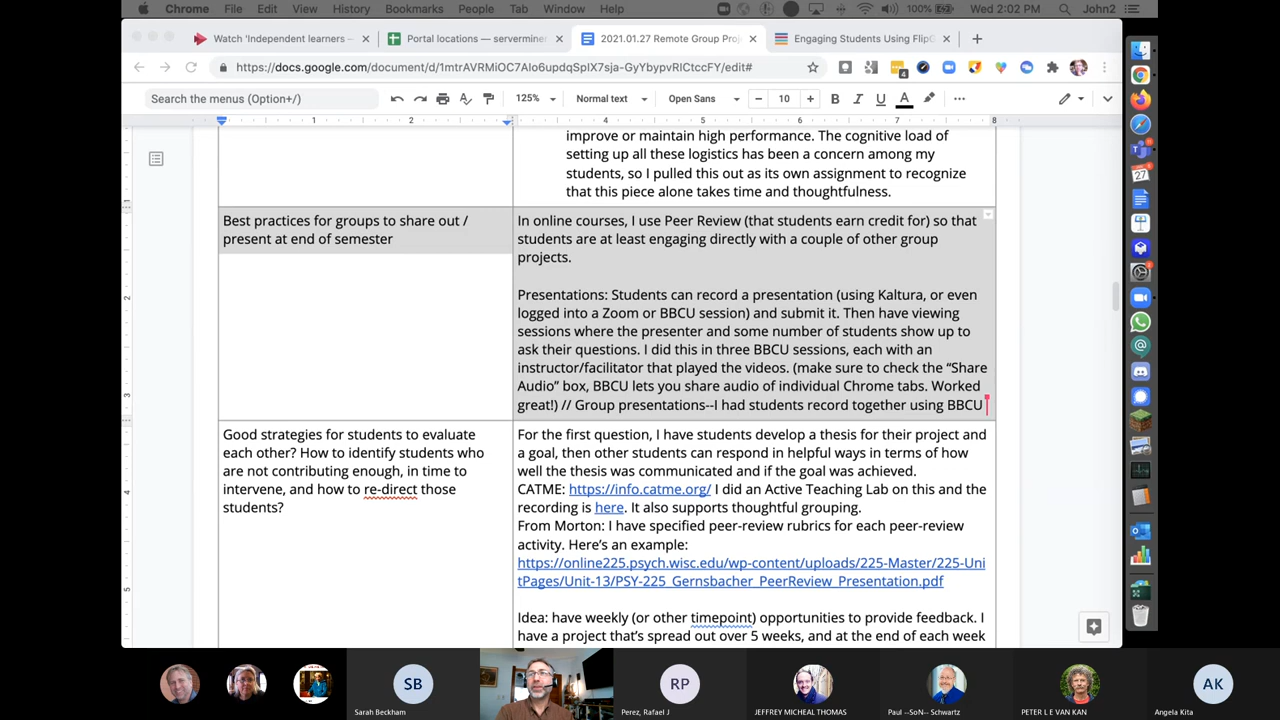 Chrome File Edit View History Bookmarks People Tab Window Help 100% Wed 2:02 PM John2
Watch 'Independent learners – Portal locations — serverminer 2021.01.27 Remote Group Proj Engaging Students Using FlipG
https://docs.google.com/document
Search the menus (Option+/) 125% Normal text Open Sans 10 B I U A
1 2 4 5 6 7 8
improve or maintain high performance. The cognitive load of
setting up all these logistics has been a concern among my
students, so I pulled this out as its own assignment to recognize
that this piece alone takes time and thoughtfulness.
Best practices for groups to share out /
present at end of semester
In online courses, I use Peer Review (that students earn credit for) so that
students are at least engaging directly with a couple of other group
projects.
Presentations: Students can record a presentation (using Kaltura, or even
logged into a Zoom or BBCU session) and submit it. Then have viewing
sessions where the presenter and some number of students show up to
ask their questions. I did this in three BBCU sessions, each with an
instructor/facilitator that played the videos. (make sure to check the “Share
Audio” box, BBCU lets you share audio of individual Chrome tabs. Worked
great!) // Group presentations--I had students record together using BBCU
Good strategies for students to evaluate
each other? How to identify students who
are not contributing enough, in time to
intervene, and how to re-direct those
students?
For the first question, I have students develop a thesis for their project and
a goal, then other students can respond in helpful ways in terms of how
well the thesis was communicated and if the goal was achieved.
CATME: https://info.catme.org/ I did an Active Teaching Lab on this and the
recording is here. It also supports thoughtful grouping.
From Morton: I have specified peer-review rubrics for each peer-review
activity. Here’s an example:
https://online225.psych.wisc.edu/wp-content/uploads/225-Master/225-Uni
tPages/Unit-13/PSY-225_Gernsbacher_PeerReview_Presentation.pdf
Idea: have weekly (or other timepoint) opportunities to provide feedback. I
have a project that’s spread out over 5 weeks, and at the end of each week
SB RP AK
Sarah Beckham Perez, Rafael J JEFFREY MICHEAL THOMAS Paul --SoN-- Schwartz PETER L E VAN KAN Angela Kita